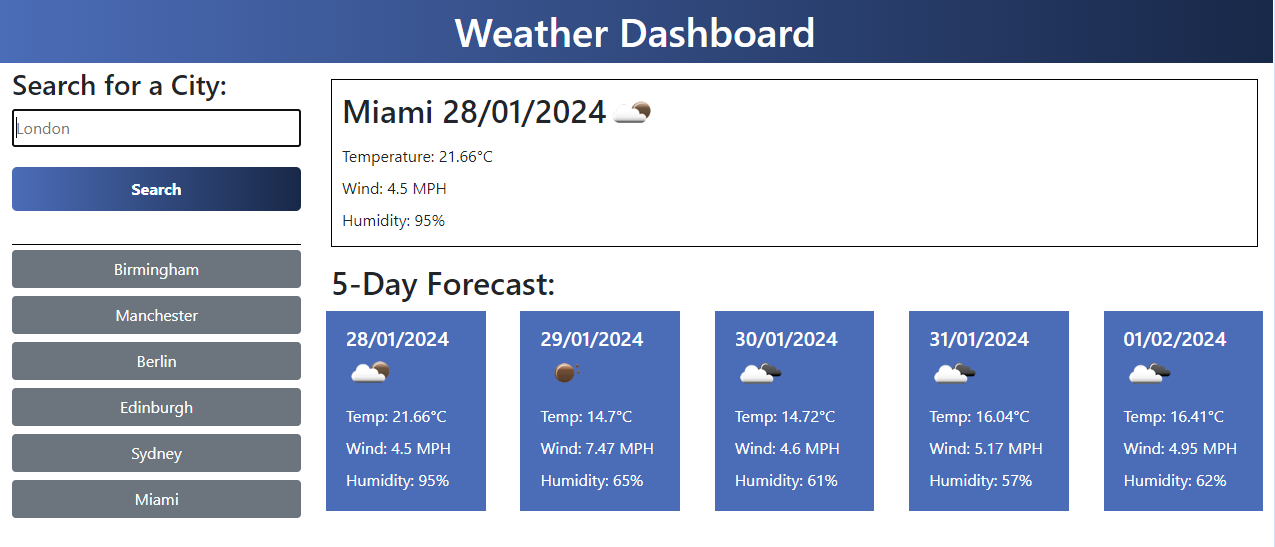 Weather Dashboard
Search for a City:
London
Search
Birmingham
Manchester
Berlin
Edinburgh
Sydney
Miami
Miami 28/01/2024
Temperature: 21.66°C
Wind: 4.5 MPH
Humidity: 95%
5-Day Forecast:
28/01/2024
Temp: 21.66°C
Wind: 4.5 MPH
Humidity: 95%
29/01/2024
Temp: 14.7°C
Wind: 7.47 MPH
Humidity: 65%
30/01/2024
Temp: 14.72°C
Wind: 4.6 MPH
Humidity: 61%
31/01/2024
Temp: 16.04°C
Wind: 5.17 MPH
Humidity: 57%
01/02/2024
Temp: 16.41°C
Wind: 4.95 MPH
Humidity: 62%